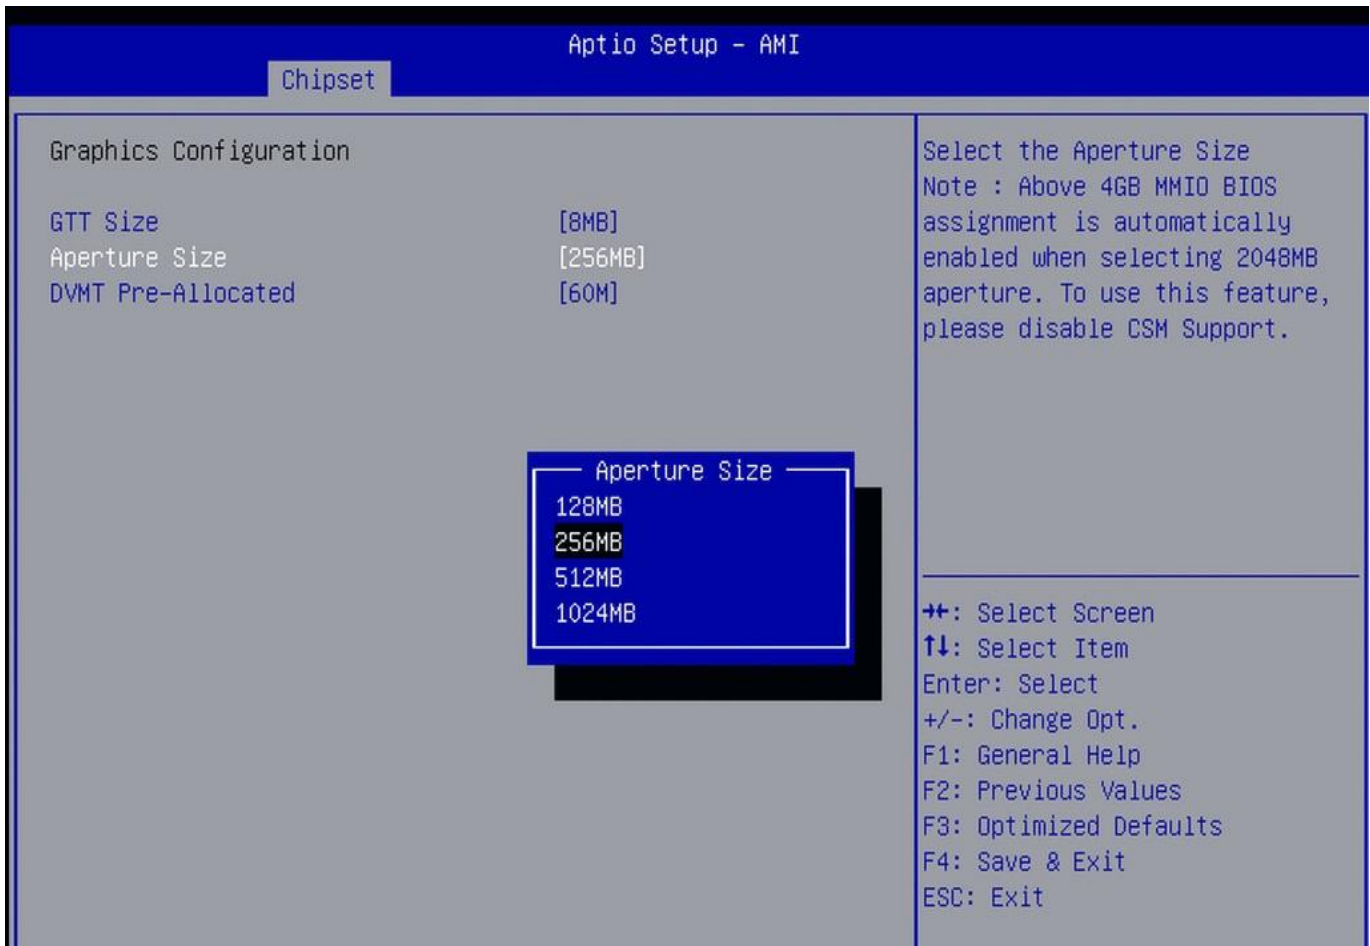 Aptio Setup – AMI
Chipset
Graphics Configuration
GTT Size [8MB]
Aperture Size [256MB]
DVMT Pre-Allocated [60M]
Select the Aperture Size
Note : Above 4GB MMIO BIOS
assignment is automatically
enabled when selecting 2048MB
aperture. To use this feature,
please disable CSM Support.
Aperture Size
128MB
256MB
512MB
1024MB
→←: Select Screen
↑↓: Select Item
Enter: Select
+/-: Change Opt.
F1: General Help
F2: Previous Values
F3: Optimized Defaults
F4: Save & Exit
ESC: Exit